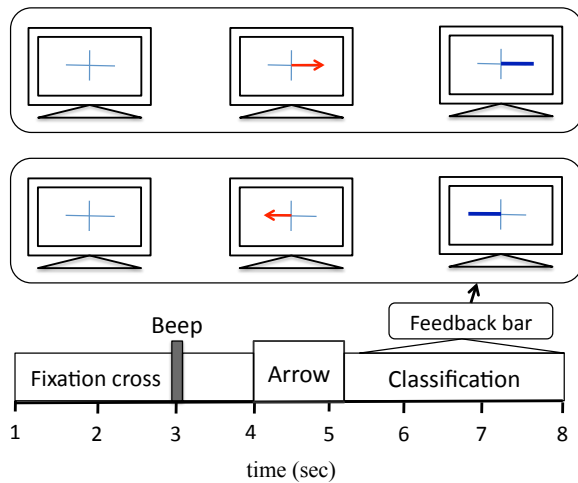 Beep
Feedback bar
Fixation cross
Arrow
Classification
1 2 3 4 5 6 7 8
time (sec)